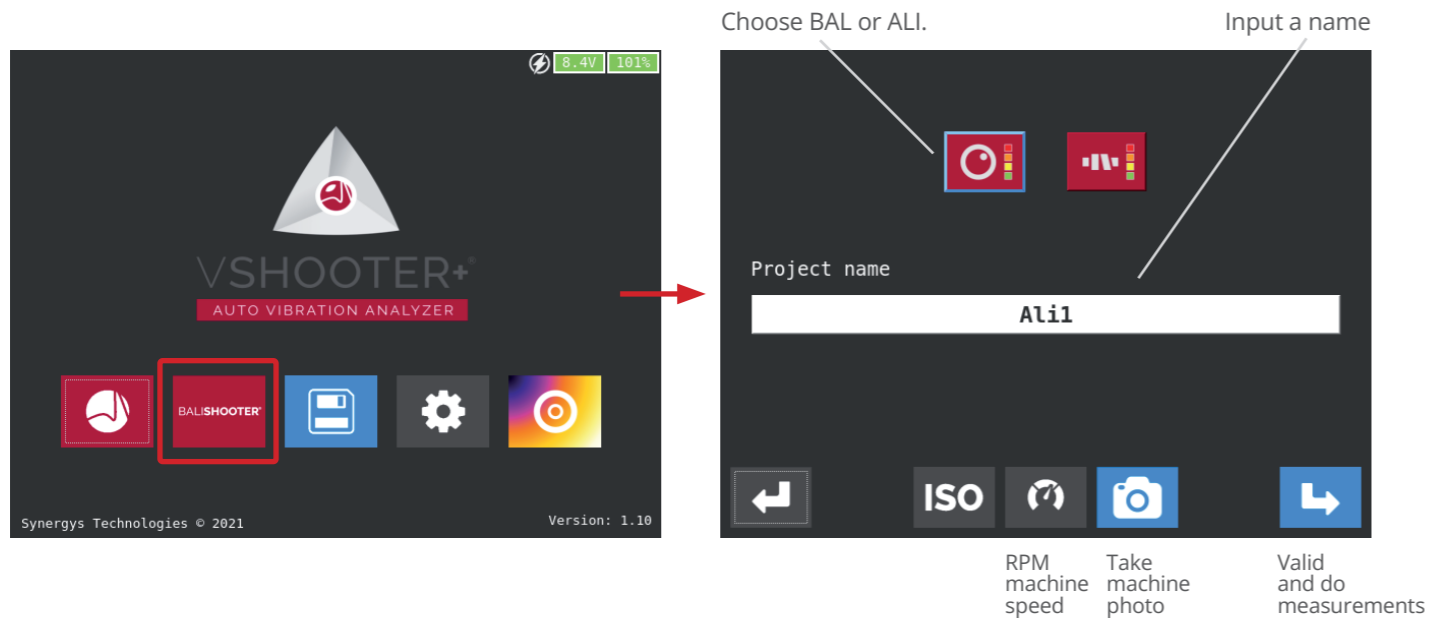 Choose BAL or ALI.
Input a name
8.4V 101%
VSHOOTER+®
AUTO VIBRATION ANALYZER
BALISHOOTER®
Synergys Technologies © 2021
Version: 1.10
Project name
Ali1
ISO
RPM
machine
speed
Take
machine
photo
Valid
and do
measurements